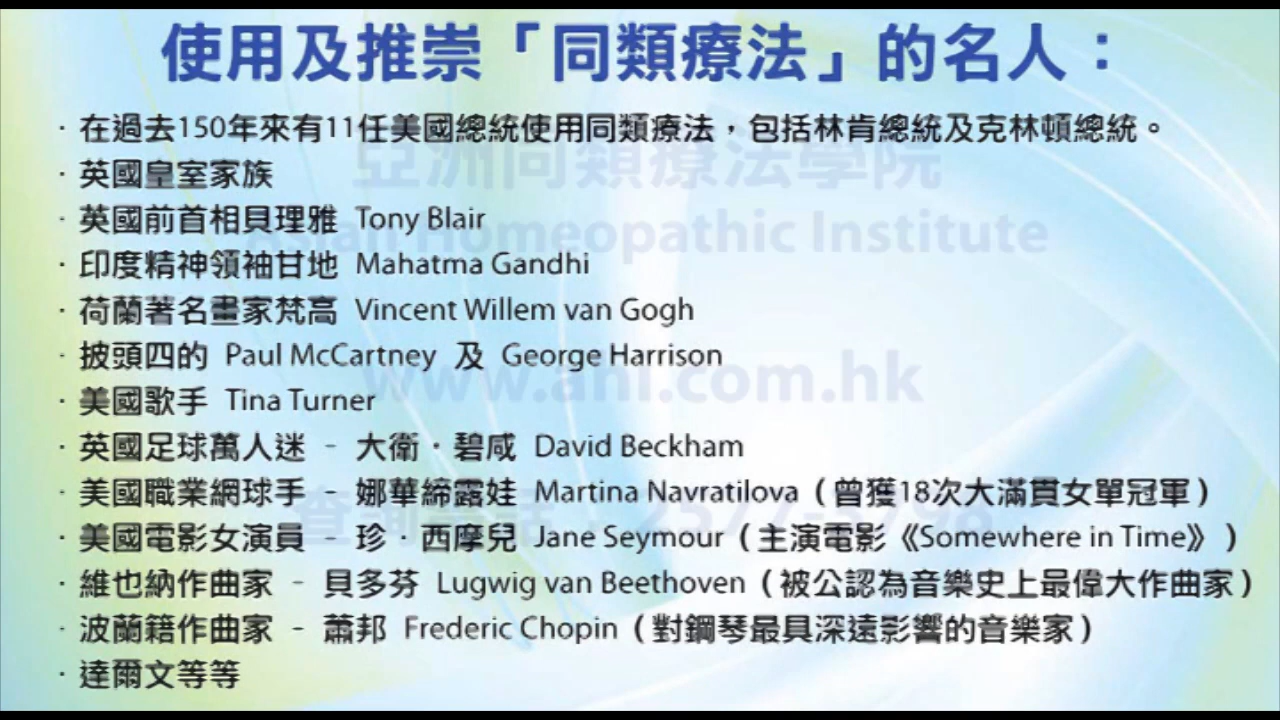 使用及推崇「同類療法」的名人：
· 在過去150年來有11任美國總統使用同類療法，包括林肯總統及克林頓總統。
亞洲同類療法學院
· 英國皇室家族
· 英國前首相貝理雅 Tony Blair
Asian Homeopathic Institute
· 印度精神領袖甘地 Mahatma Gandhi
· 荷蘭著名畫家梵高 Vincent Willem van Gogh
· 披頭四的 Paul McCartney 及 George Harrison
www.ahi.com.hk
· 美國歌手 Tina Turner
· 英國足球萬人迷 - 大衛·碧咸 David Beckham
· 美國職業網球手 - 娜華締露娃 Martina Navratilova（曾獲18次大滿貫女單冠軍）
· 美國電影女演員 - 珍·西摩兒 Jane Seymour（主演電影《Somewhere in Time》）
· 維也納作曲家 - 貝多芬 Lugwig van Beethoven（被公認為音樂史上最偉大作曲家）
· 波蘭籍作曲家 - 蕭邦 Frederic Chopin（對鋼琴最具深遠影響的音樂家）
· 達爾文等等